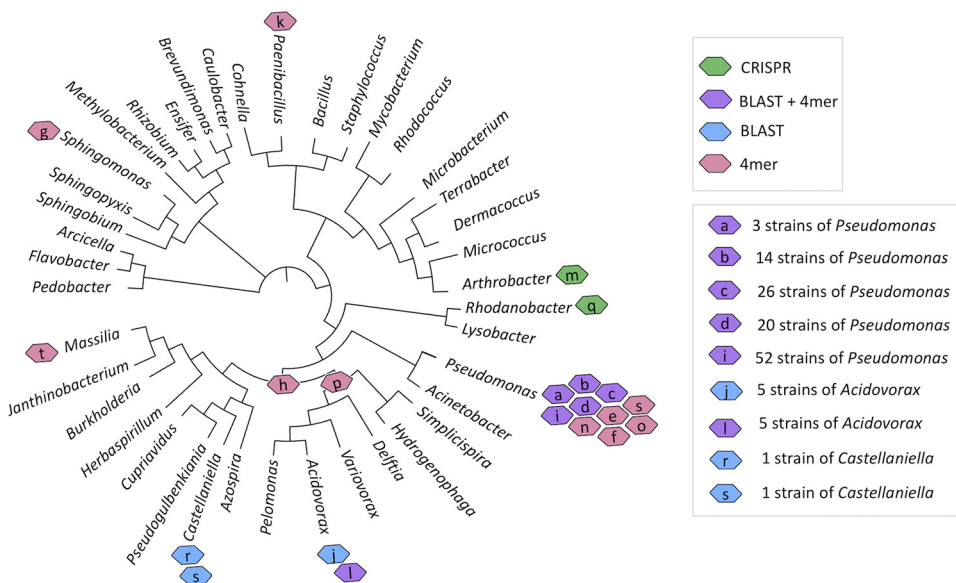 k
Paenibacillus
Cohnella
Caulobacter
Brevundimonas
Ensifer
Rhizobium
Methylobacterium
g
Sphingomonas
Sphingopyxis
Sphingobium
Arcicella
Flavobacter
Pedobacter
Bacillus
Staphylococcus
Mycobacterium
Rhodococcus
Microbacterium
Terrabacter
Dermacoccus
Micrococcus
Arthrobacter m
Rhodanobacter q
Lysobacter
Pseudomonas
a b c
i d e s
n f o
Acinetobacter
Simplicispira
Hydrogenophaga
Delftia
Variovorax
Acidovorax
Pelomonas
h p
j
l
Azospira
Castellaniella
r
s
Pseudogulbenkiania
Cupriavidus
Herbaspirillum
Burkholderia
Janthinobacterium
t Massilia
CRISPR
BLAST + 4mer
BLAST
4mer
a 3 strains of Pseudomonas
b 14 strains of Pseudomonas
c 26 strains of Pseudomonas
d 20 strains of Pseudomonas
i 52 strains of Pseudomonas
j 5 strains of Acidovorax
l 5 strains of Acidovorax
r 1 strain of Castellaniella
s 1 strain of Castellaniella